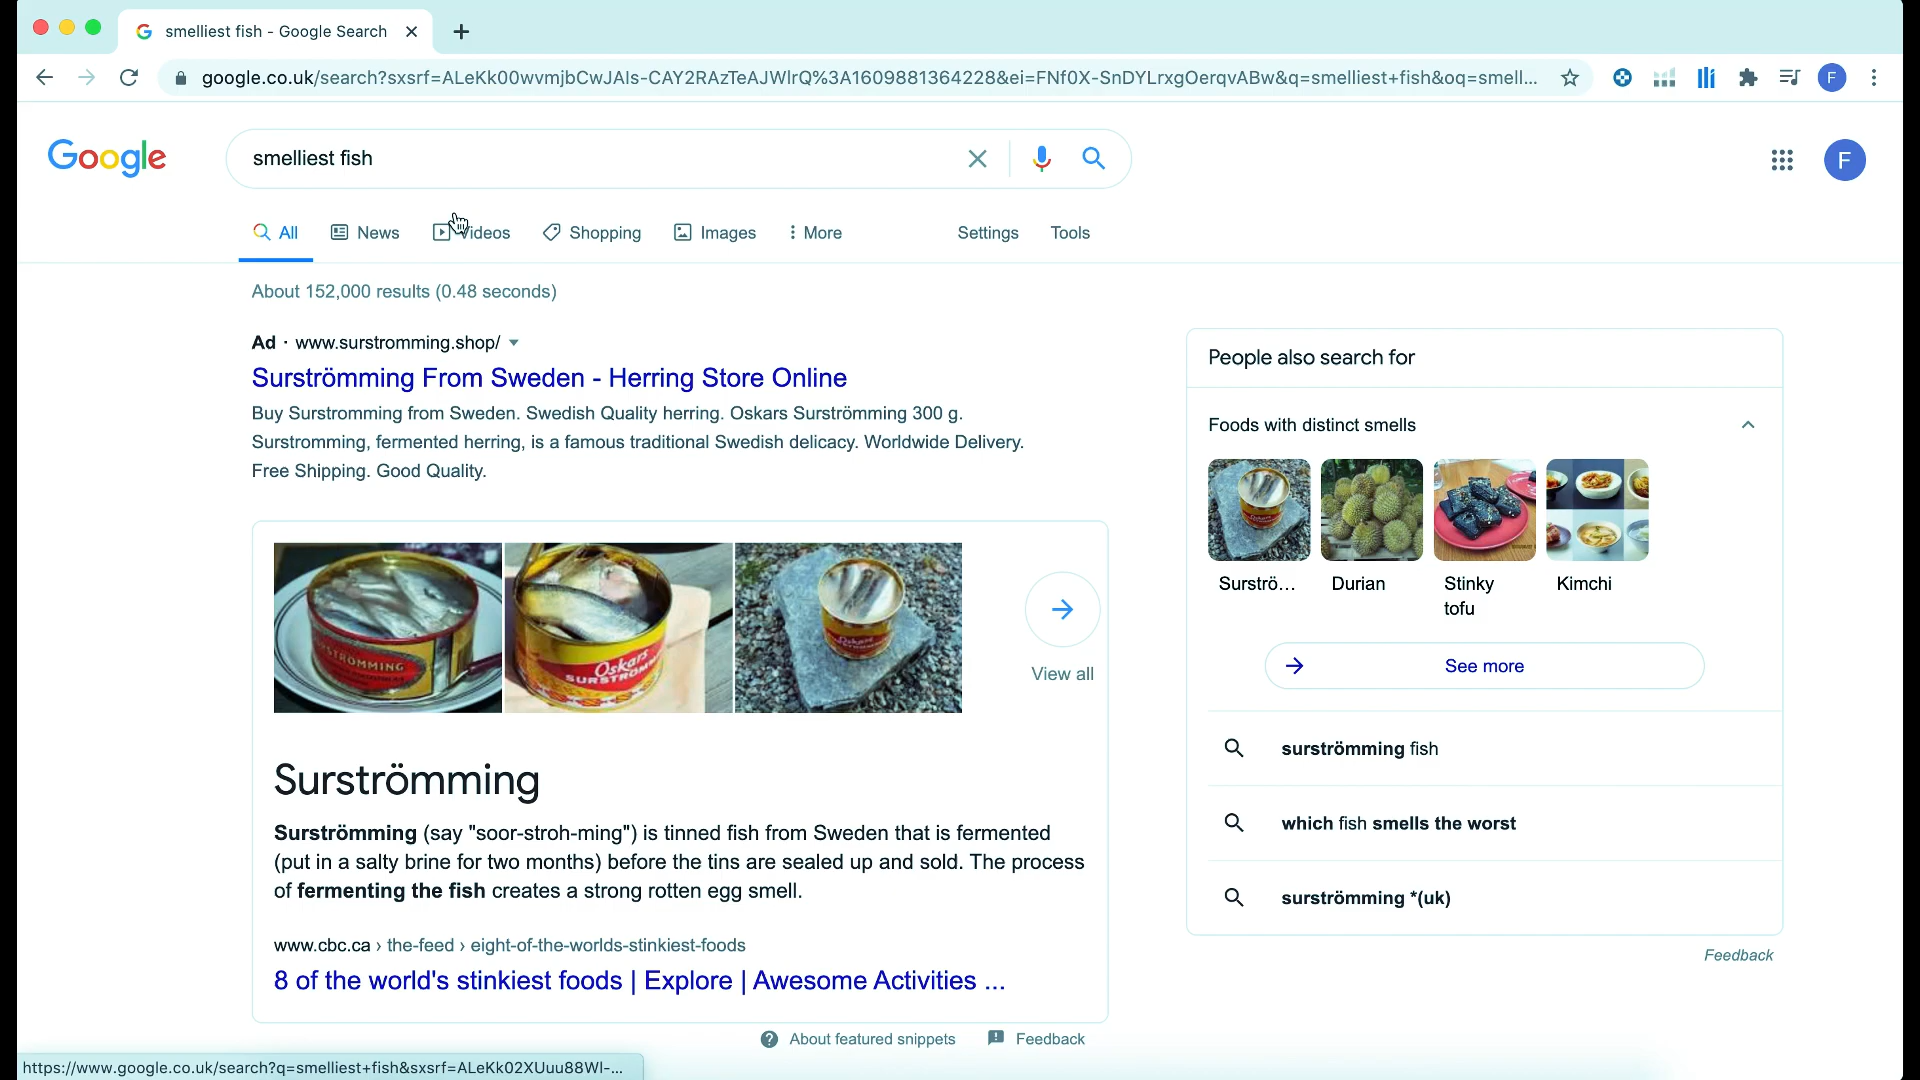 smelliest fish - Google Search
google.co.uk/search?sxsrf=ALeKk00wvmjbCwJAIs-CAY2RAzTeAJWIrQ%3A1609881364228&ei=FNf0X-SnDYLrxgOerqvABw&q=smelliest+fish&oq=smell...
F
Google
smelliest fish
F
All
News
Videos
Shopping
Images
More
Settings
Tools
About 152,000 results (0.48 seconds)
Ad · www.surstromming.shop/
Surströmming From Sweden - Herring Store Online
Buy Surstromming from Sweden. Swedish Quality herring. Oskars Surströmming 300 g.
Surstromming, fermented herring, is a famous traditional Swedish delicacy. Worldwide Delivery.
Free Shipping. Good Quality.
Oskars
View all
Surströmming
Surströmming (say "soor-stroh-ming") is tinned fish from Sweden that is fermented
(put in a salty brine for two months) before the tins are sealed up and sold. The process
of fermenting the fish creates a strong rotten egg smell.
www.cbc.ca › the-feed › eight-of-the-worlds-stinkiest-foods
8 of the world's stinkiest foods | Explore | Awesome Activities ...
About featured snippets
Feedback
People also search for
Foods with distinct smells
Surströ...
Durian
Stinky
tofu
Kimchi
See more
surströmming fish
which fish smells the worst
surströmming *(uk)
Feedback
https://www.google.co.uk/search?q=smelliest+fish&sxsrf=ALeKk02XUuu88Wl-...